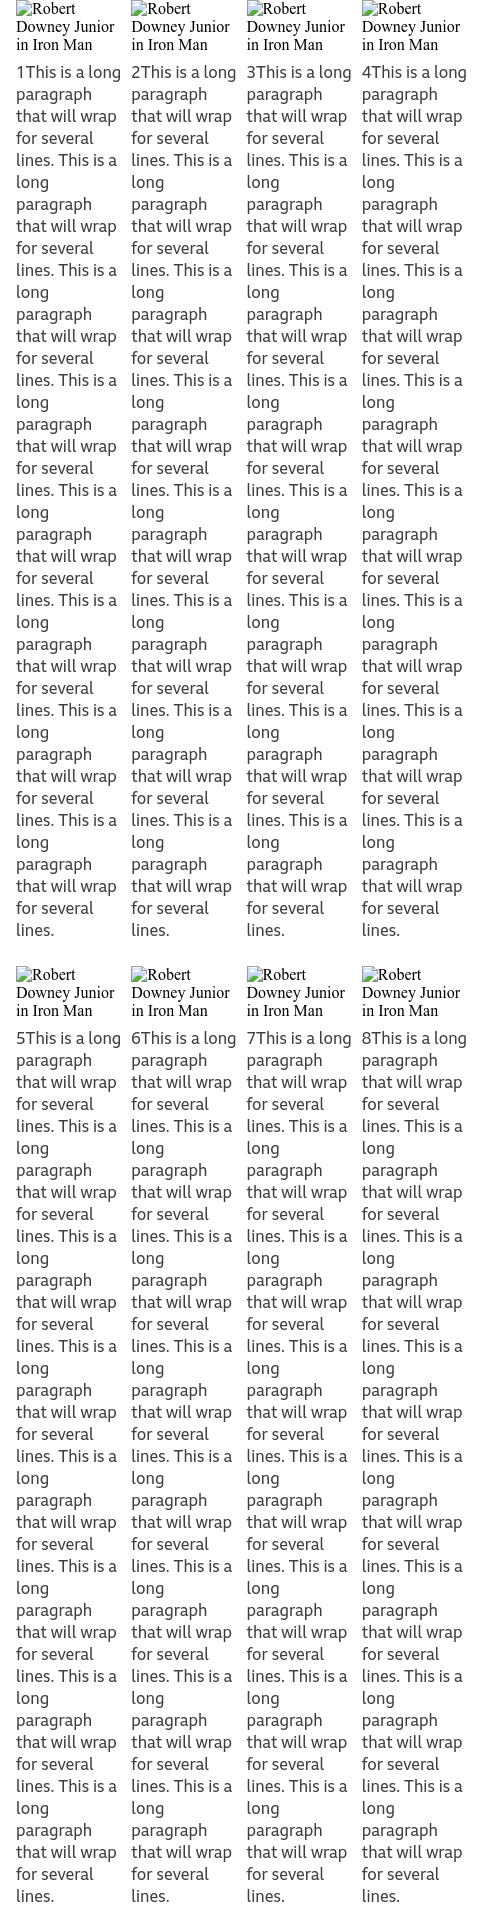 Robert
Downey Junior
in Iron Man
1This is a long
paragraph
that will wrap
for several
lines. This is a
long
paragraph
that will wrap
for several
lines. This is a
long
paragraph
that will wrap
for several
lines. This is a
long
paragraph
that will wrap
for several
lines. This is a
long
paragraph
that will wrap
for several
lines. This is a
long
paragraph
that will wrap
for several
lines. This is a
long
paragraph
that will wrap
for several
lines. This is a
long
paragraph
that will wrap
for several
lines.
Robert
Downey Junior
in Iron Man
2This is a long
paragraph
that will wrap
for several
lines. This is a
long
paragraph
that will wrap
for several
lines. This is a
long
paragraph
that will wrap
for several
lines. This is a
long
paragraph
that will wrap
for several
lines. This is a
long
paragraph
that will wrap
for several
lines. This is a
long
paragraph
that will wrap
for several
lines. This is a
long
paragraph
that will wrap
for several
lines. This is a
long
paragraph
that will wrap
for several
lines.
Robert
Downey Junior
in Iron Man
3This is a long
paragraph
that will wrap
for several
lines. This is a
long
paragraph
that will wrap
for several
lines. This is a
long
paragraph
that will wrap
for several
lines. This is a
long
paragraph
that will wrap
for several
lines. This is a
long
paragraph
that will wrap
for several
lines. This is a
long
paragraph
that will wrap
for several
lines. This is a
long
paragraph
that will wrap
for several
lines. This is a
long
paragraph
that will wrap
for several
lines.
Robert
Downey Junior
in Iron Man
4This is a long
paragraph
that will wrap
for several
lines. This is a
long
paragraph
that will wrap
for several
lines. This is a
long
paragraph
that will wrap
for several
lines. This is a
long
paragraph
that will wrap
for several
lines. This is a
long
paragraph
that will wrap
for several
lines. This is a
long
paragraph
that will wrap
for several
lines. This is a
long
paragraph
that will wrap
for several
lines. This is a
long
paragraph
that will wrap
for several
lines.
Robert
Downey Junior
in Iron Man
5This is a long
paragraph
that will wrap
for several
lines. This is a
long
paragraph
that will wrap
for several
lines. This is a
long
paragraph
that will wrap
for several
lines. This is a
long
paragraph
that will wrap
for several
lines. This is a
long
paragraph
that will wrap
for several
lines. This is a
long
paragraph
that will wrap
for several
lines. This is a
long
paragraph
that will wrap
for several
lines. This is a
long
paragraph
that will wrap
for several
lines.
Robert
Downey Junior
in Iron Man
6This is a long
paragraph
that will wrap
for several
lines. This is a
long
paragraph
that will wrap
for several
lines. This is a
long
paragraph
that will wrap
for several
lines. This is a
long
paragraph
that will wrap
for several
lines. This is a
long
paragraph
that will wrap
for several
lines. This is a
long
paragraph
that will wrap
for several
lines. This is a
long
paragraph
that will wrap
for several
lines. This is a
long
paragraph
that will wrap
for several
lines.
Robert
Downey Junior
in Iron Man
7This is a long
paragraph
that will wrap
for several
lines. This is a
long
paragraph
that will wrap
for several
lines. This is a
long
paragraph
that will wrap
for several
lines. This is a
long
paragraph
that will wrap
for several
lines. This is a
long
paragraph
that will wrap
for several
lines. This is a
long
paragraph
that will wrap
for several
lines. This is a
long
paragraph
that will wrap
for several
lines. This is a
long
paragraph
that will wrap
for several
lines.
Robert
Downey Junior
in Iron Man
8This is a long
paragraph
that will wrap
for several
lines. This is a
long
paragraph
that will wrap
for several
lines. This is a
long
paragraph
that will wrap
for several
lines. This is a
long
paragraph
that will wrap
for several
lines. This is a
long
paragraph
that will wrap
for several
lines. This is a
long
paragraph
that will wrap
for several
lines. This is a
long
paragraph
that will wrap
for several
lines. This is a
long
paragraph
that will wrap
for several
lines.